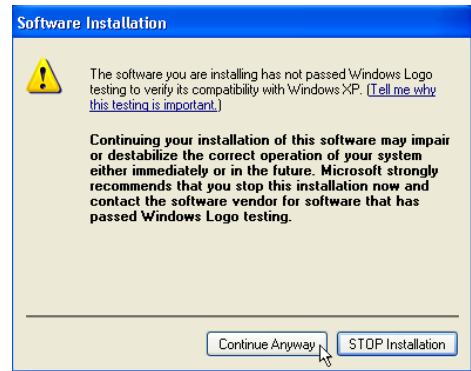 Software Installation
The software you are installing has not passed Windows Logo
testing to verify its compatibility with Windows XP. (Tell me why
this testing is important.)
Continuing your installation of this software may impair
or destabilize the correct operation of your system
either immediately or in the future. Microsoft strongly
recommends that you stop this installation now and
contact the software vendor for software that has
passed Windows Logo testing.
Continue Anyway
STOP Installation